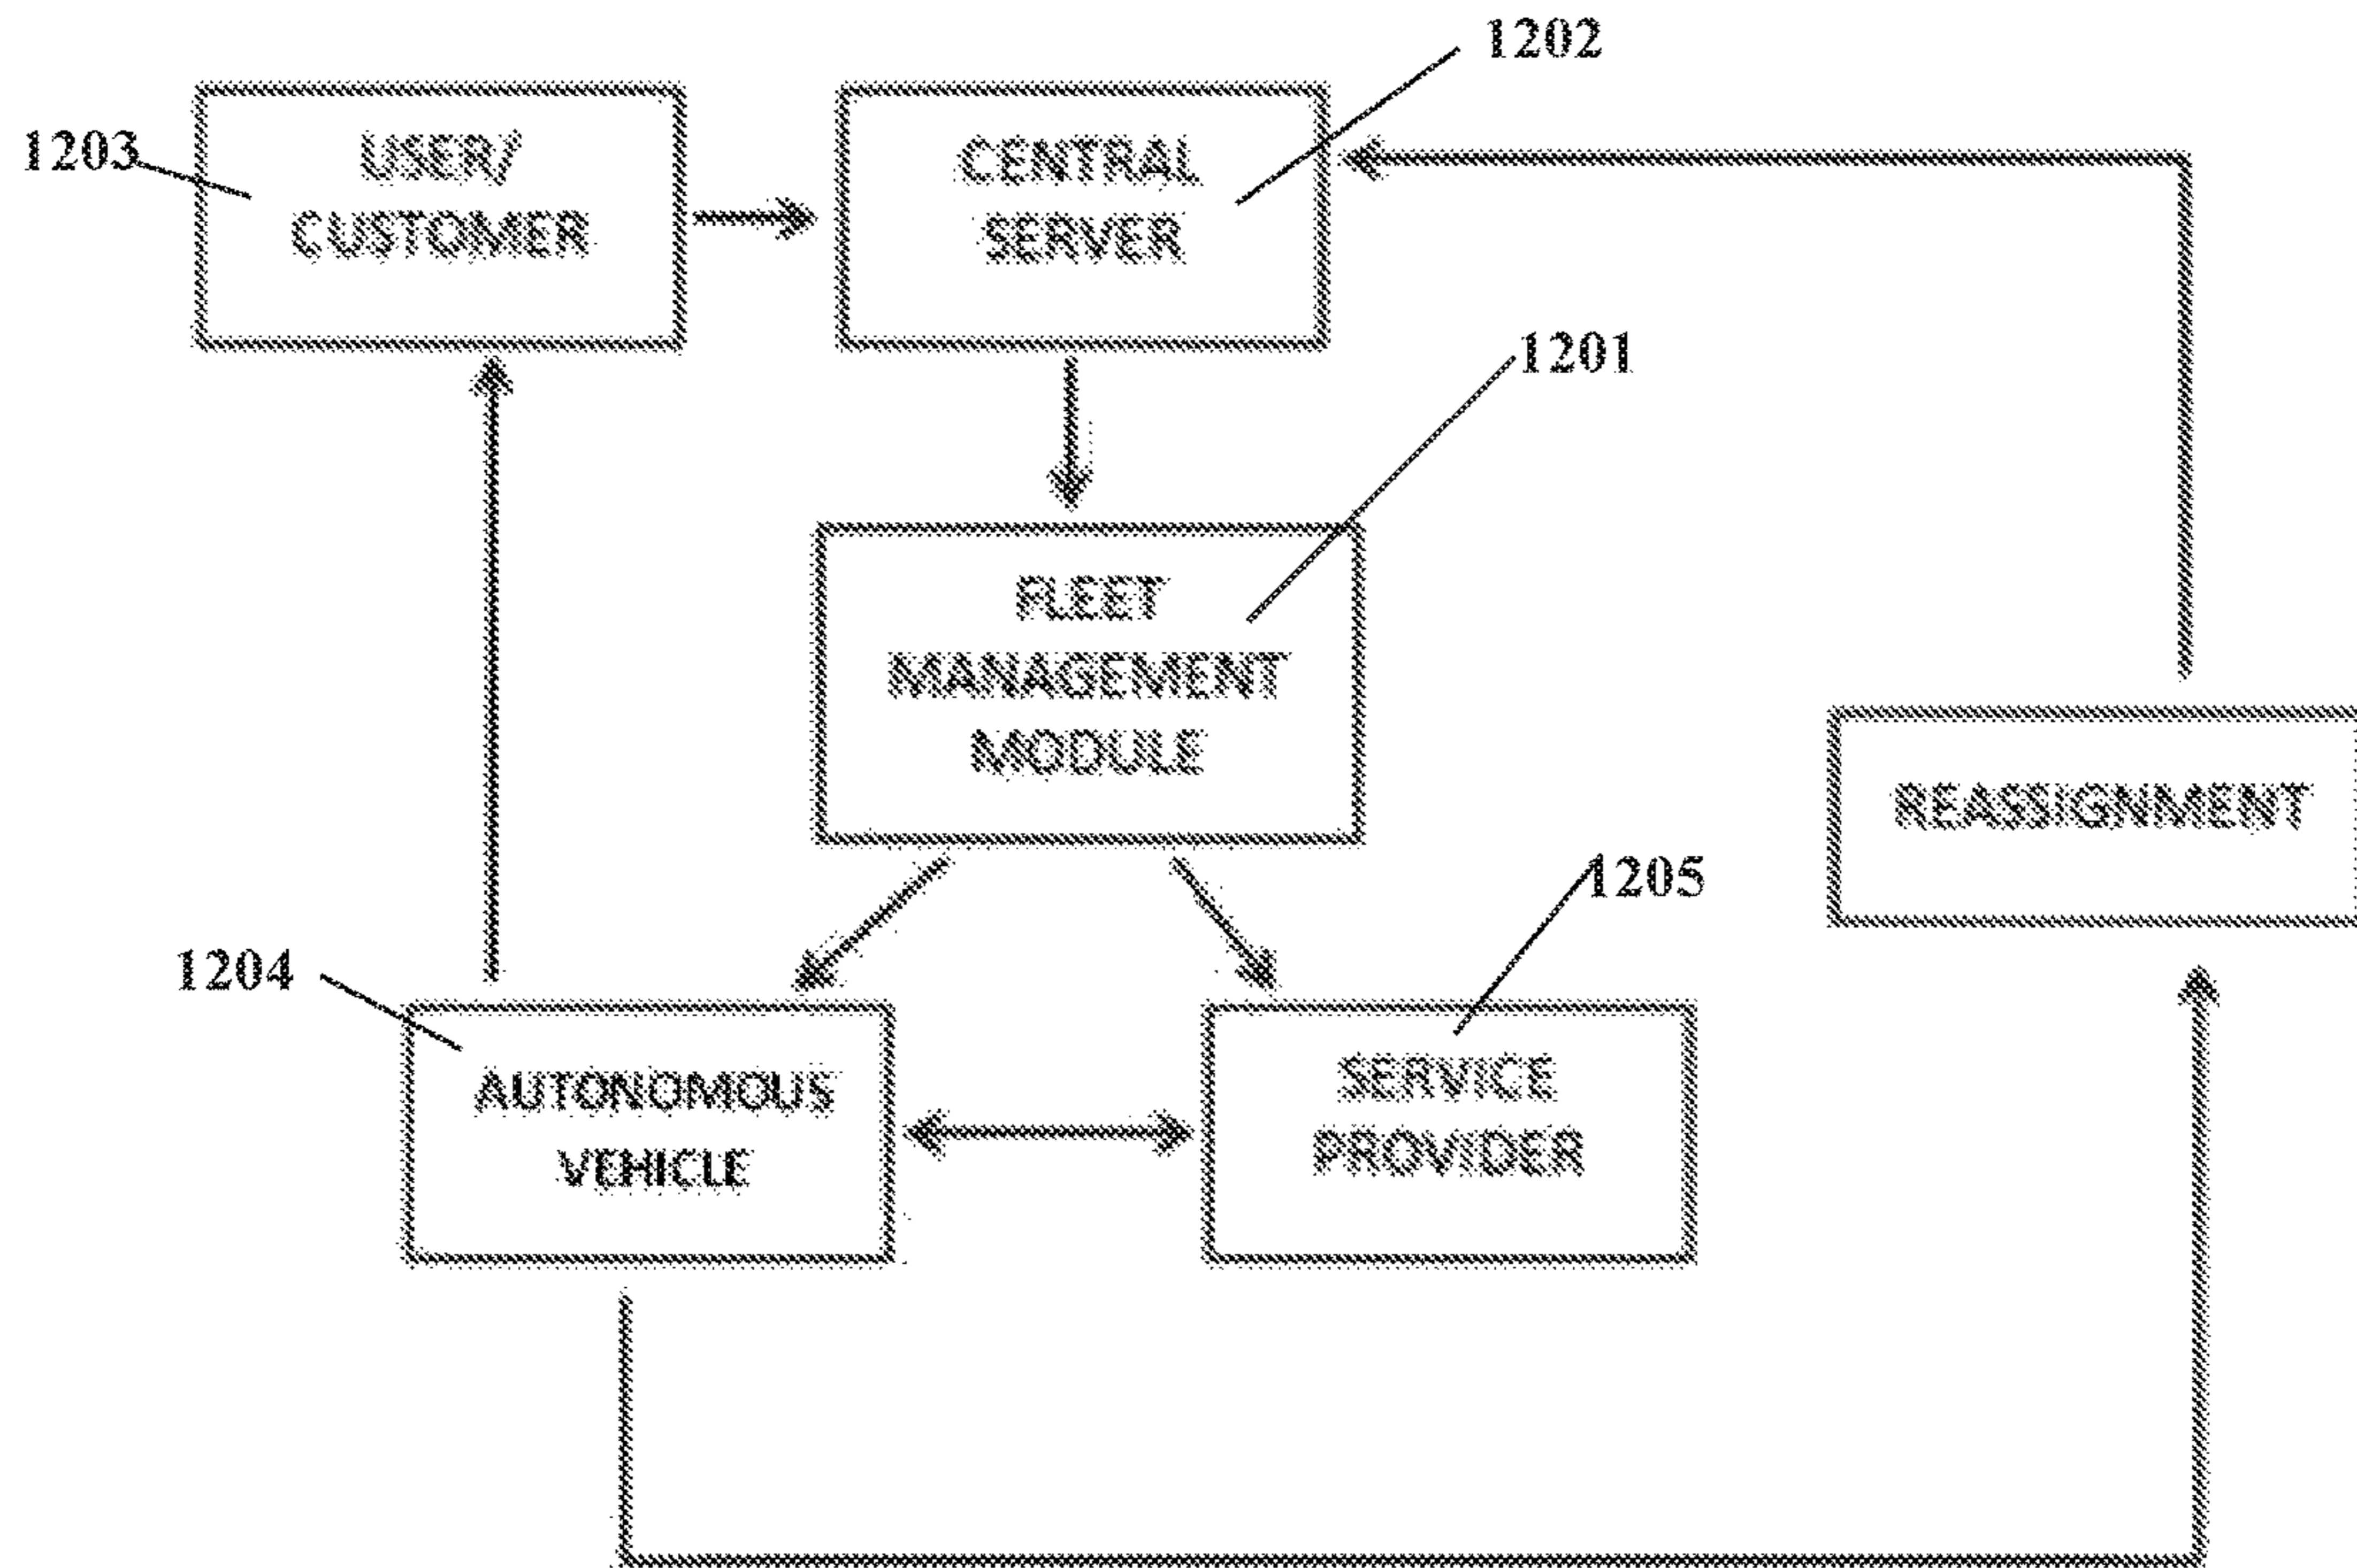 1202
1203
USER/
CUSTOMER
CENTRAL
SERVER
1201
FLEET
MANAGEMENT
MODULE
REASSIGNMENT
1205
1204
AUTONOMOUS
VEHICLE
SERVICE
PROVIDER